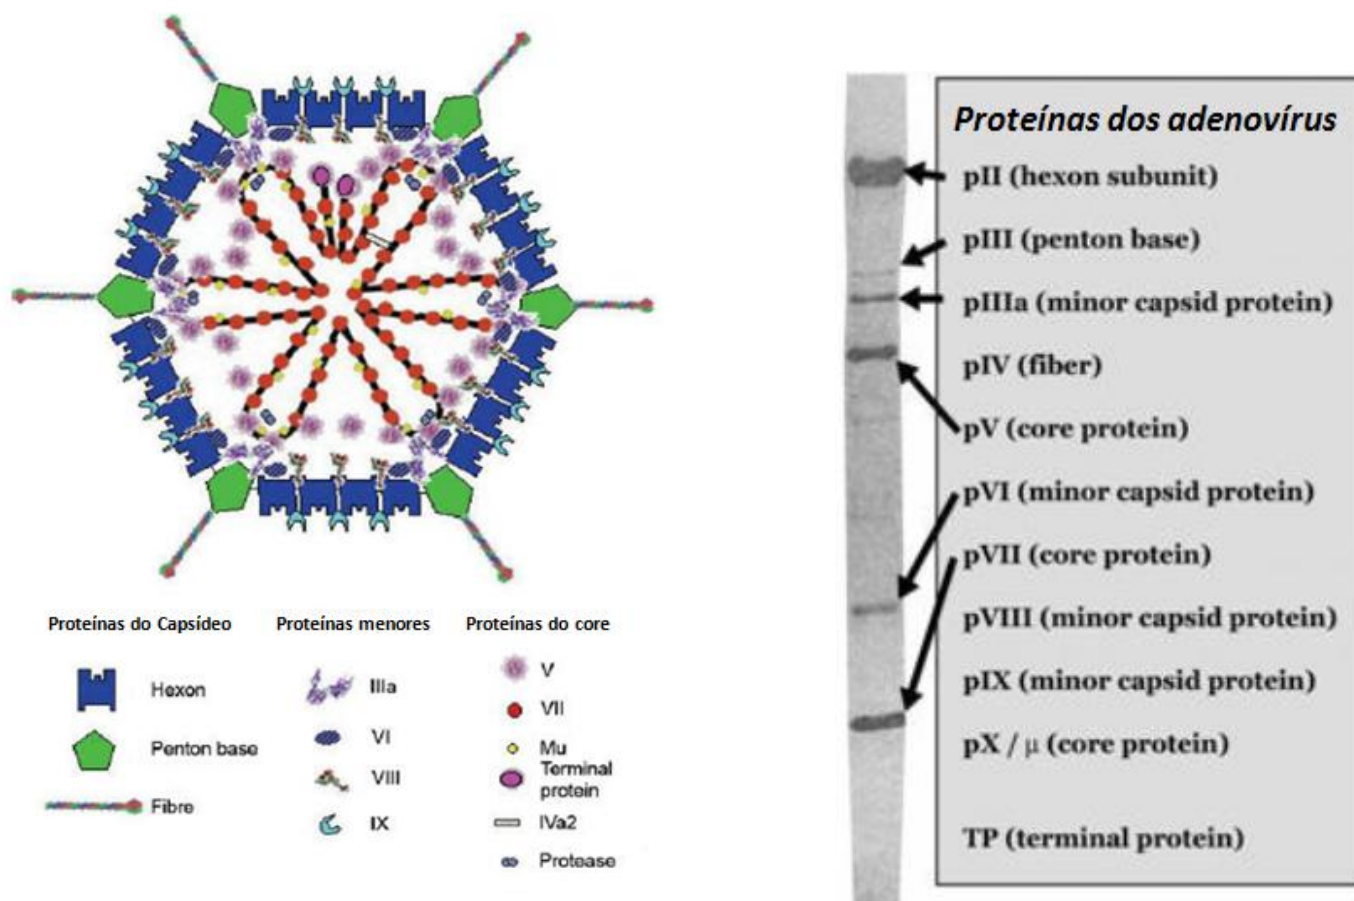 Proteínas do Capsídeo
Hexon
Penton base
Fibre
Proteínas menores
IIIa
VI
VIII
IX
Proteínas do core
V
VII
Mu
Terminal
protein
IVa2
Protease
Proteínas dos adenovírus
pII (hexon subunit)
pIII (penton base)
pIIIa (minor capsid protein)
pIV (fiber)
pV (core protein)
pVI (minor capsid protein)
pVII (core protein)
pVIII (minor capsid protein)
pIX (minor capsid protein)
pX / µ (core protein)
TP (terminal protein)